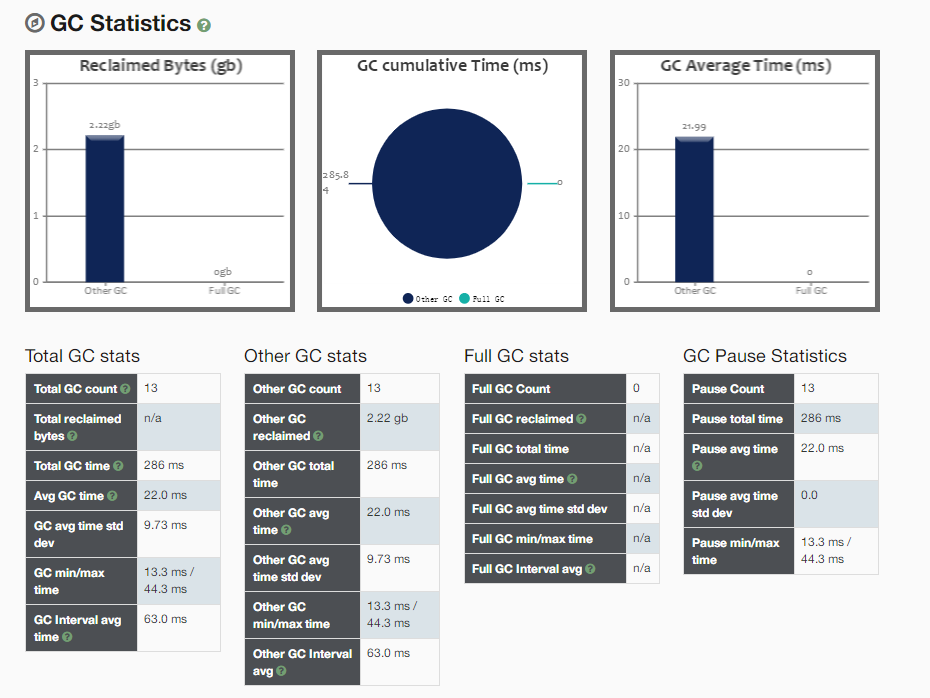 GC Statistics ?
Reclaimed Bytes (gb)
3
2.22gb
2
1
0gb
0
Other GC Full GC
GC cumulative Time (ms)
285.8
4
0
Other GC Full GC
GC Average Time (ms)
30
21.99
20
10
0
0
Other GC Full GC
Total GC stats
Total GC count ? 13
Total reclaimed n/a
bytes ?
Total GC time ? 286 ms
Avg GC time ? 22.0 ms
GC avg time std 9.73 ms
dev
GC min/max 13.3 ms /
time 44.3 ms
GC Interval avg 63.0 ms
time ?
Other GC stats
Other GC count 13
Other GC 2.22 gb
reclaimed ?
Other GC total 286 ms
time
Other GC avg 22.0 ms
time ?
Other GC avg 9.73 ms
time std dev
Other GC 13.3 ms /
min/max time 44.3 ms
Other GC Interval 63.0 ms
avg ?
Full GC stats
Full GC Count 0
Full GC reclaimed ? n/a
Full GC total time n/a
Full GC avg time ? n/a
Full GC avg time std dev n/a
Full GC min/max time n/a
Full GC Interval avg ? n/a
GC Pause Statistics
Pause Count 13
Pause total time 286 ms
Pause avg time 22.0 ms
?
Pause avg time 0.0
std dev
Pause min/max 13.3 ms /
time 44.3 ms